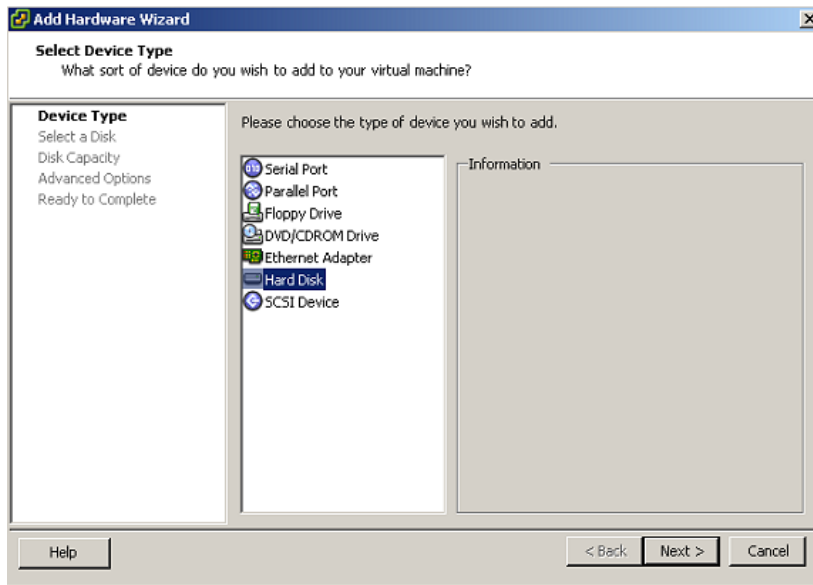 Add Hardware Wizard
Select Device Type
What sort of device do you wish to add to your virtual machine?
Device Type
Select a Disk
Disk Capacity
Advanced Options
Ready to Complete
Please choose the type of device you wish to add.
Serial Port
Parallel Port
Floppy Drive
DVD/CDROM Drive
Ethernet Adapter
Hard Disk
SCSI Device
Information
Help
< Back
Next >
Cancel